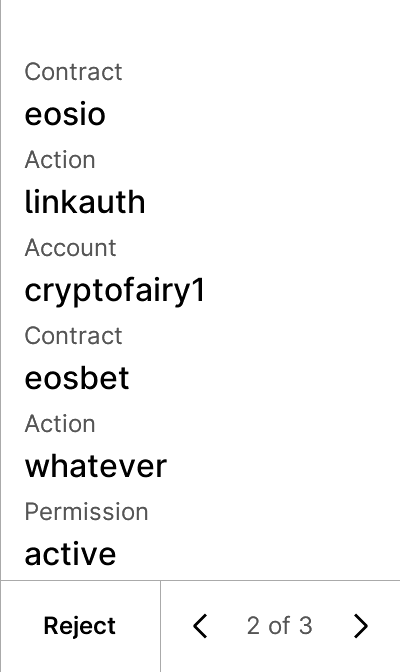 Contract
eosio
Action
linkauth
Account
cryptofairy1
Contract
eosbet
Action
whatever
Permission
active
Reject
2 of 3